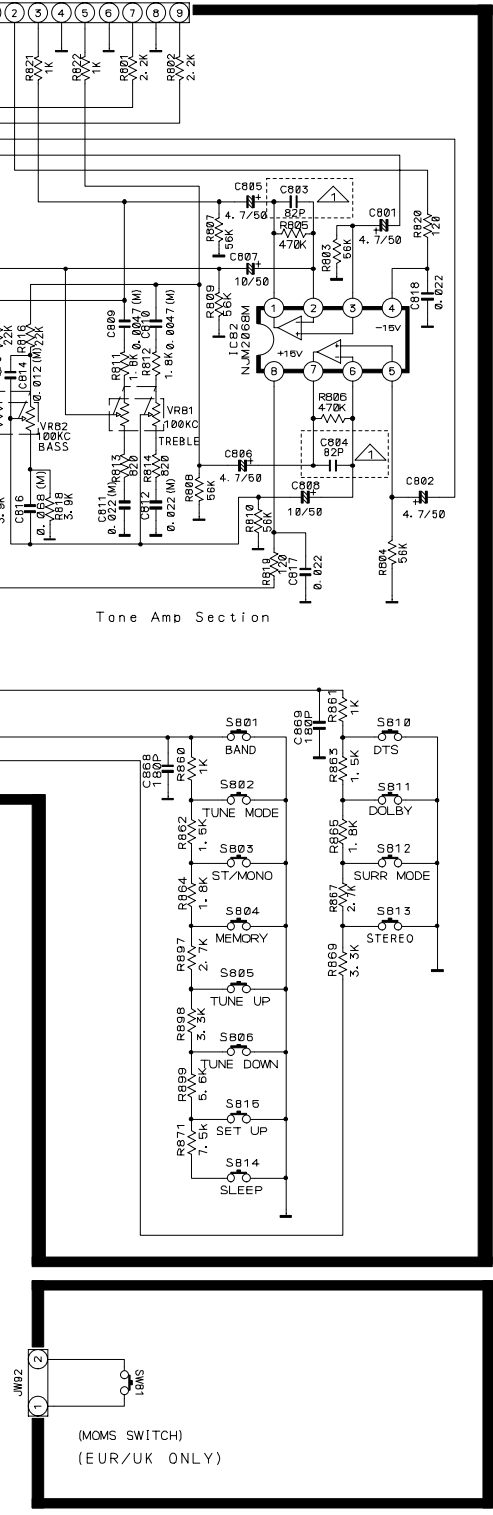 2 3 4 5 6 7 8 9
R821 1K
R822 1K
R801 2.2K
R802 2.2K
C805 4.7/50
C803 82P
1
R805 470K
R807 56K
R803 56K
C801 4.7/50
R820 120
C807 10/50
R809 56K
C818 0.022
IC82 NJM2068M
1 2 3 4
-15V
+15V
8 7 6 5
22K
R816 22K
C814 0.012(M)
C809 0.0047(M)
C810 0.0047(M)
R811 1.8K
R812 1.8K
VRB2 100KC BASS
VRB1 100KC TREBLE
R806 470K
C804 82P
1
C806 4.7/50
C808 10/50
C802 4.7/50
R813 820
R814 820
R808 56K
3.9K
C816 0.068(M)
R818 3.9K
C811 0.022(M)
C812 0.022(M)
R810 56K
R819 120
C817 0.022
R804 56K
Tone Amp Section
C868 180P
R860 1K
S801
BAND
C869 180P
R861 1K
S810
DTS
R863 1.5K
S802
TUNE MODE
S811
DOLBY
R862 1.5K
R865 1.8K
S803
ST/MONO
S812
SURR MODE
R864 1.8K
R867 2.7K
S804
MEMORY
S813
STEREO
R897 2.7K
R869 3.3K
S805
TUNE UP
R898 3.3K
S806
TUNE DOWN
R899 5.6K
S815
SET UP
R871 7.5k
S814
SLEEP
JW92
2
1
SW81
(MOMS SWITCH)
(EUR/UK ONLY)